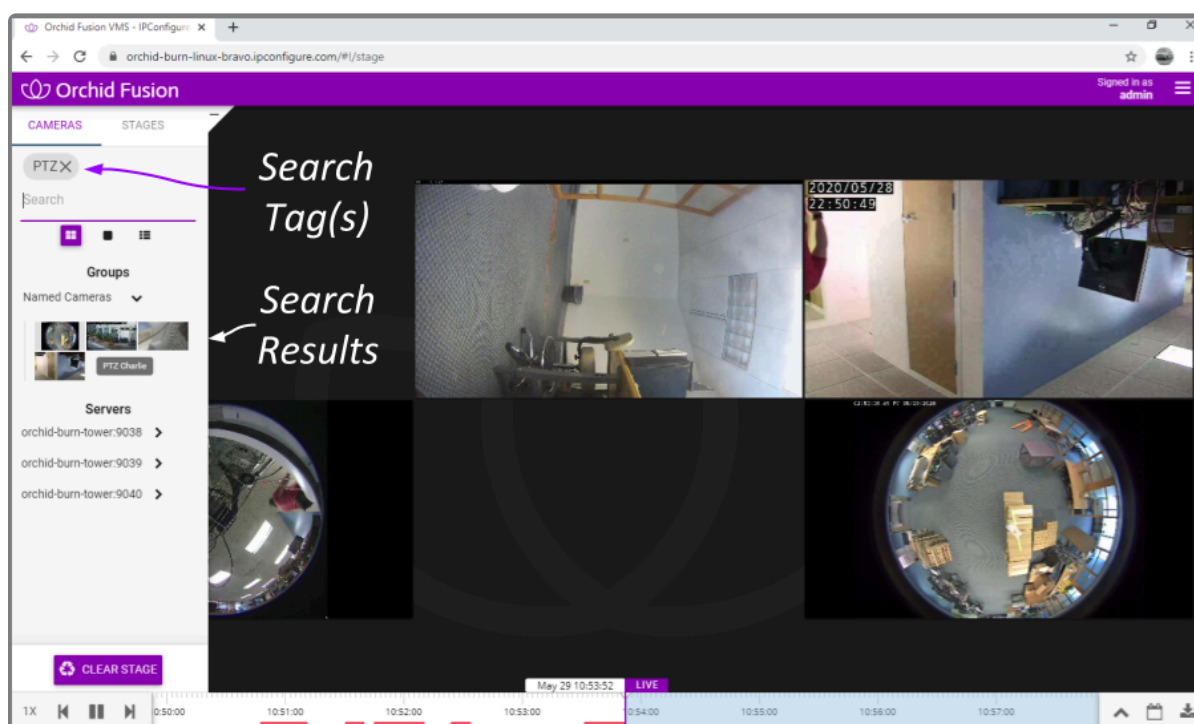 Orchid Fusion VMS - IPConfigure
orchid-burn-linux-bravo.ipconfigure.com/#!/stage
Orchid Fusion
Signed in as
admin
CAMERAS STAGES
PTZ
Search
Search
Tag(s)
Groups
Named Cameras
Search
Results
PTZ Charlie
Servers
orchid-burn-tower:9038
orchid-burn-tower:9039
orchid-burn-tower:9040
2020/05/28
22:50:49
CLEAR STAGE
May 29 10:53:52 LIVE
1X 0:50:00 10:51:00 10:52:00 10:53:00 0:54:00 10:55:00 10:56:00 10:57:00